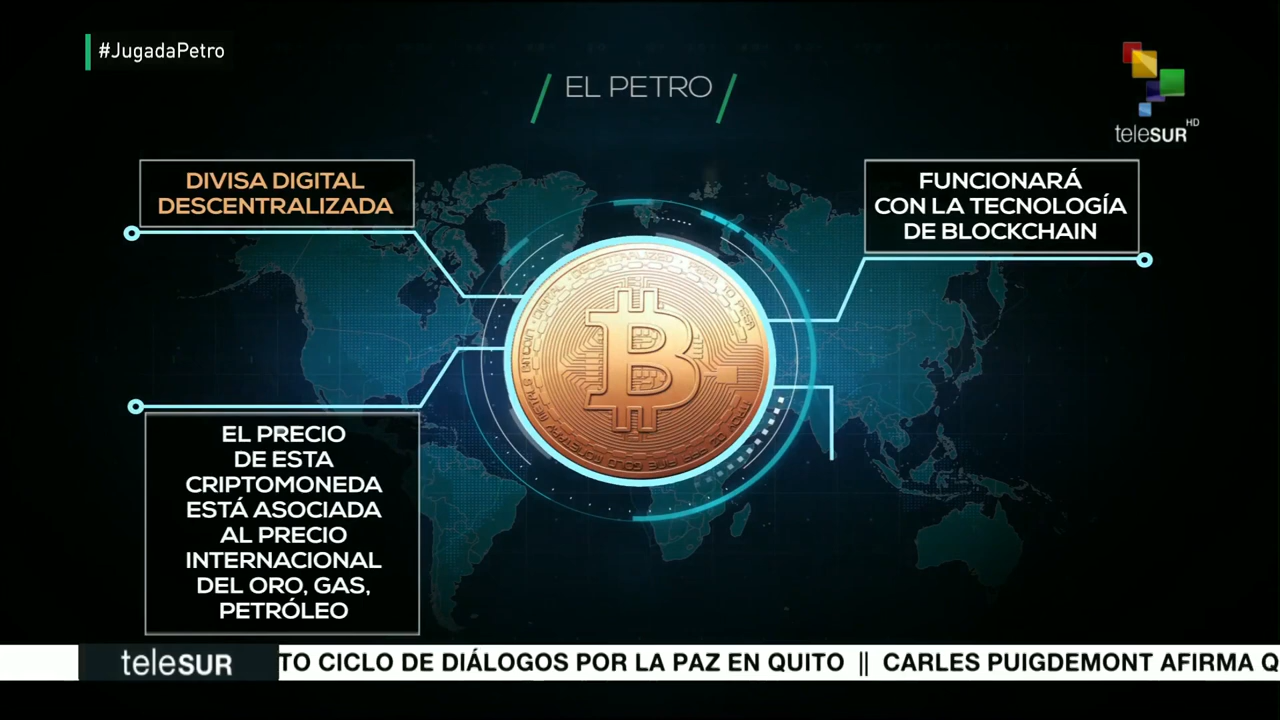 #JugadaPetro
EL PETRO
teleSUR HD
DIVISA DIGITAL
DESCENTRALIZADA
FUNCIONARÁ
CON LA TECNOLOGÍA
DE BLOCKCHAIN
EL PRECIO
DE ESTA
CRIPTOMONEDA
ESTÁ ASOCIADA
AL PRECIO
INTERNACIONAL
DEL ORO, GAS,
PETRÓLEO
teleSUR
TO CICLO DE DIÁLOGOS POR LA PAZ EN QUITO || CARLES PUIGDEMONT AFIRMA Q